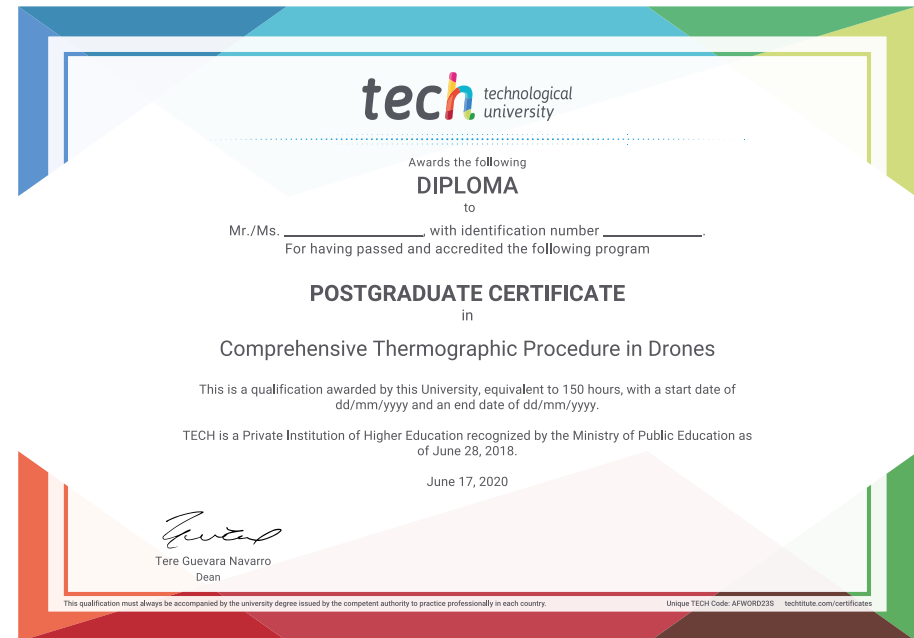 tech technological
university
Awards the following
DIPLOMA
to
Mr./Ms. ____________, with identification number ____________.
For having passed and accredited the following program
POSTGRADUATE CERTIFICATE
in
Comprehensive Thermographic Procedure in Drones
This is a qualification awarded by this University, equivalent to 150 hours, with a start date of
dd/mm/yyyy and an end date of dd/mm/yyyy.
TECH is a Private Institution of Higher Education recognized by the Ministry of Public Education as
of June 28, 2018.
June 17, 2020
Tere Guevara Navarro
Dean
This qualification must always be accompanied by the university degree issued by the competent authority to practice professionally in each country. Unique TECH Code: AFWORD23S techtitute.com/certificates